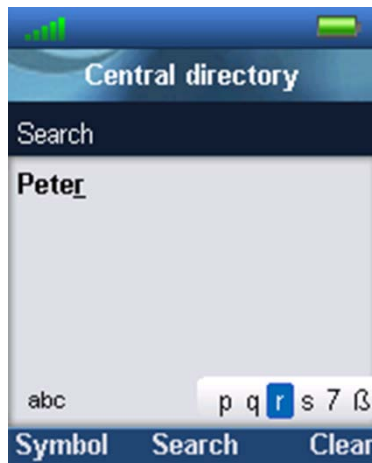 Central directory
Search
Peter
abc p q r s 7 ß
Symbol Search Clear